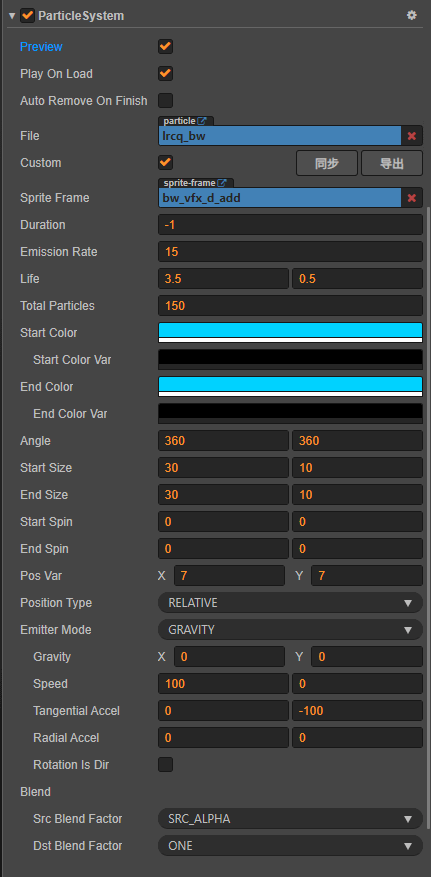 ParticleSystem
Preview
Play On Load
Auto Remove On Finish
particle
File lrcq_bw
Custom 同步 导出
sprite-frame
Sprite Frame bw_vfx_d_add
Duration -1
Emission Rate 15
Life 3.5 0.5
Total Particles 150
Start Color
Start Color Var
End Color
End Color Var
Angle 360 360
Start Size 30 10
End Size 30 10
Start Spin 0 0
End Spin 0 0
Pos Var X 7 Y 7
Position Type RELATIVE
Emitter Mode GRAVITY
Gravity X 0 Y 0
Speed 100 0
Tangential Accel 0 -100
Radial Accel 0 0
Rotation Is Dir
Blend
Src Blend Factor SRC_ALPHA
Dst Blend Factor ONE